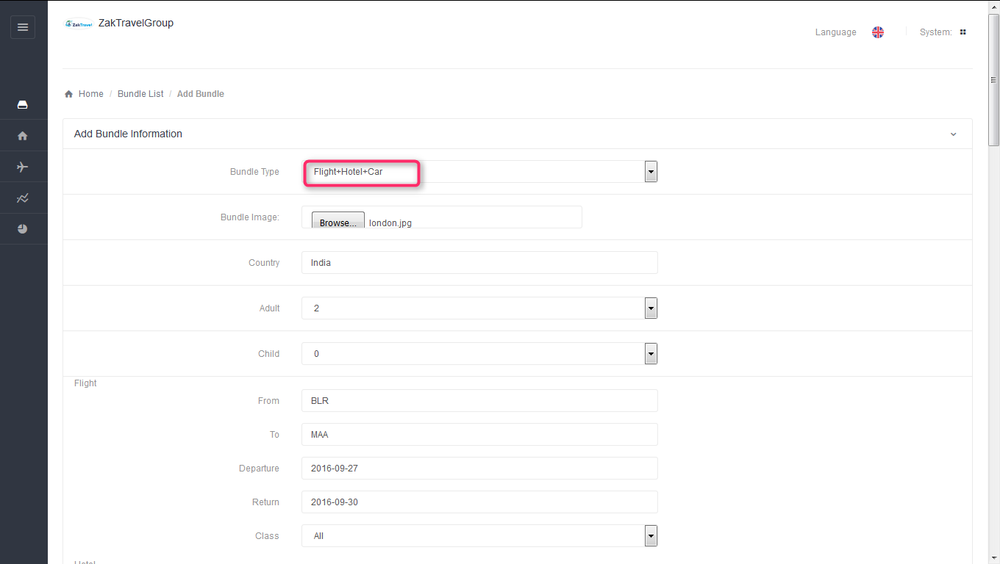 ZakTravel ZakTravelGroup
Language System:
Home / Bundle List / Add Bundle
Add Bundle Information
Bundle Type Flight+Hotel+Car
Bundle Image: Browse... london.jpg
Country India
Adult 2
Child 0
Flight
From BLR
To MAA
Departure 2016-09-27
Return 2016-09-30
Class All
Hotel